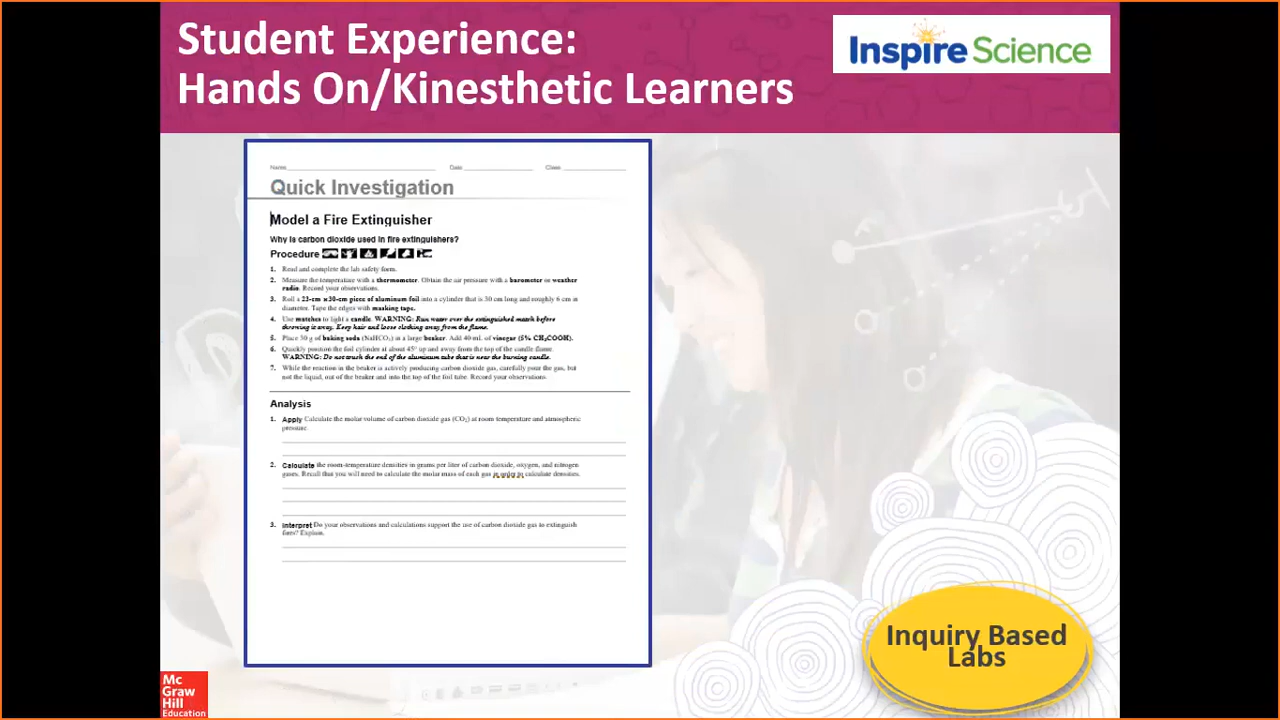 Student Experience:
Hands On/Kinesthetic Learners
Inspire Science
Name
Date
Class
Quick Investigation
Model a Fire Extinguisher
Why is carbon dioxide used in fire extinguishers?
Procedure
1. Read and complete the lab safety form.
2. Measure the temperature with a thermometer. Obtain the air pressure with a barometer or weather
radio. Record your observations.
3. Roll a 23-cm × 30-cm piece of aluminum foil into a cylinder that is 30 cm long and roughly 6 cm in
diameter. Tape the edges with masking tape.
4. Use matches to light a candle. WARNING: Run water over the extinguished match before
throwing it away. Keep hair and loose clothing away from the flame.
5. Place 30 g of baking soda (NaHCO₃) in a large beaker. Add 40 mL of vinegar (5% CH₃COOH).
6. Quickly position the foil cylinder at about 45° up and away from the top of the candle flame.
WARNING: Do not touch the end of the aluminum tube that is near the burning candle.
7. While the reaction in the beaker is actively producing carbon dioxide gas, carefully pour the gas, but
not the liquid, out of the beaker and into the top of the foil tube. Record your observations.
Analysis
1. Apply Calculate the molar volume of carbon dioxide gas (CO₂) at room temperature and atmospheric
pressure.
2. Calculate the room-temperature densities in grams per liter of carbon dioxide, oxygen, and nitrogen
gases. Recall that you will need to calculate the molar mass of each gas in order to calculate densities.
3. Interpret Do your observations and calculations support the use of carbon dioxide gas to extinguish
fires? Explain.
Inquiry Based
Labs
Mc
Graw
Hill
Education